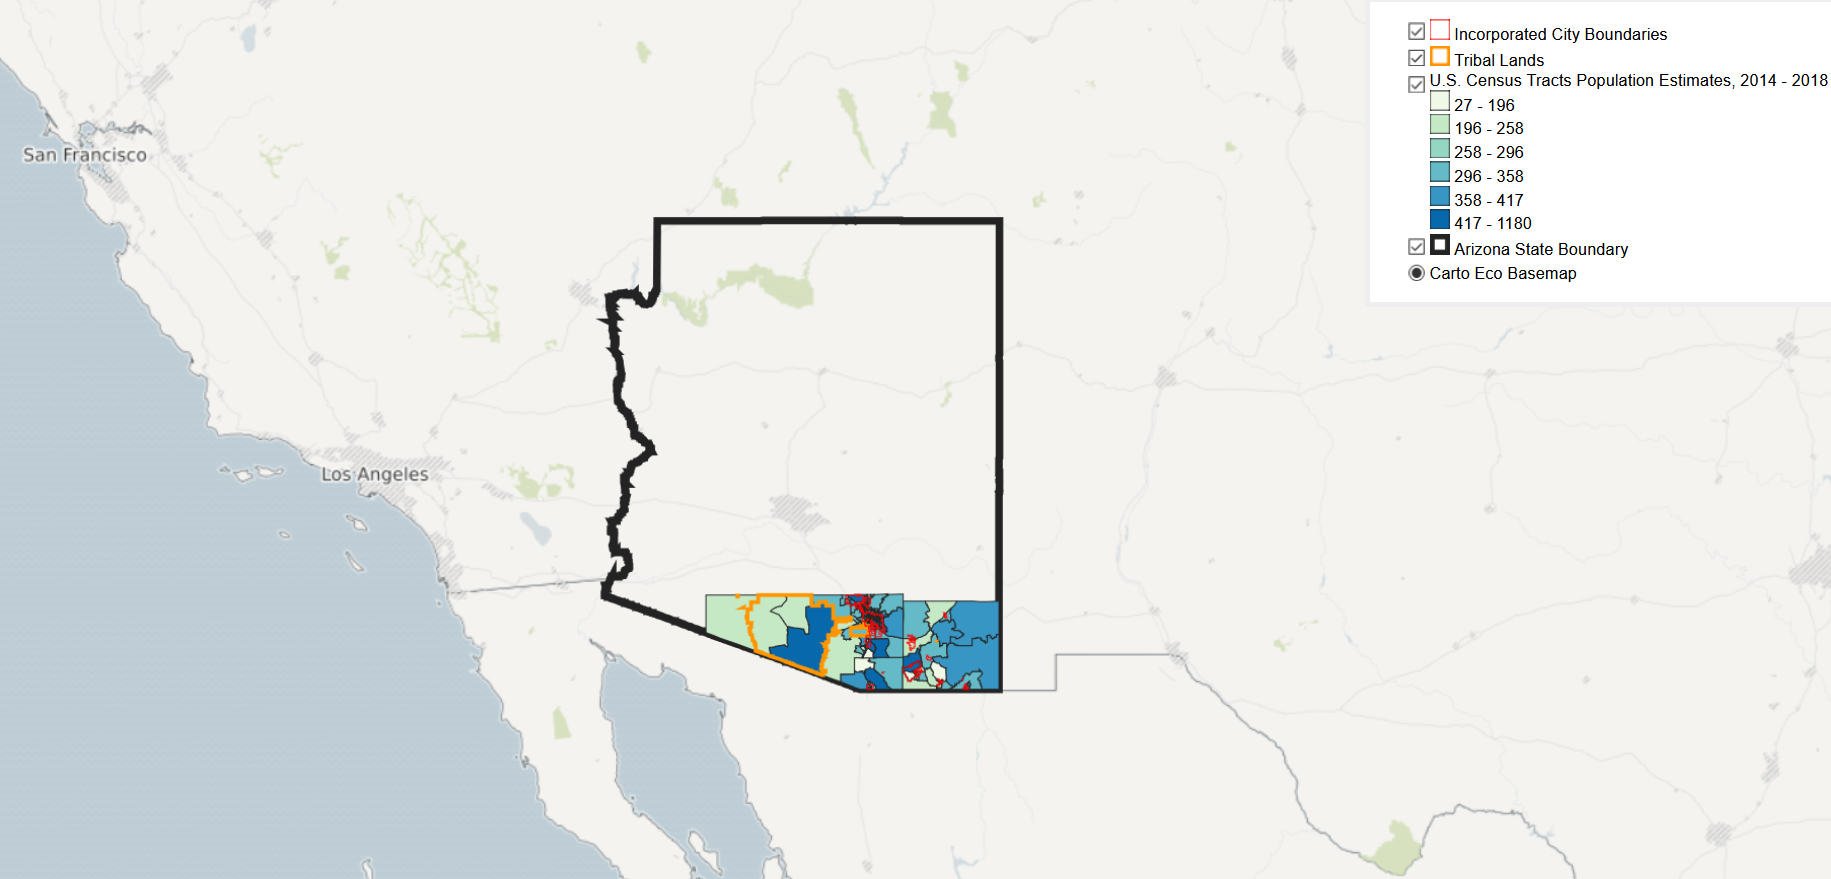 Incorporated City Boundaries
Tribal Lands
U.S. Census Tracts Population Estimates, 2014 - 2018
27 - 196
196 - 258
258 - 296
296 - 358
358 - 417
417 - 1180
Arizona State Boundary
Carto Eco Basemap
San Francisco
Los Angeles